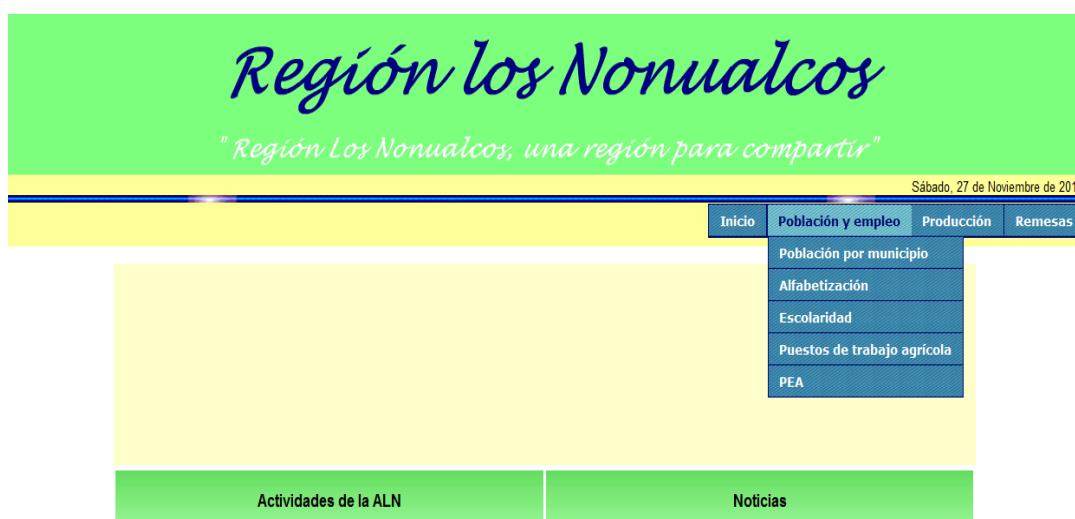 Región los Nonualcos
"Región Los Nonualcos, una región para compartir"
Sábado, 27 de Noviembre de 201
Inicio Población y empleo Producción Remesas
Población por municipio
Alfabetización
Escolaridad
Puestos de trabajo agrícola
PEA
Actividades de la ALN Noticias